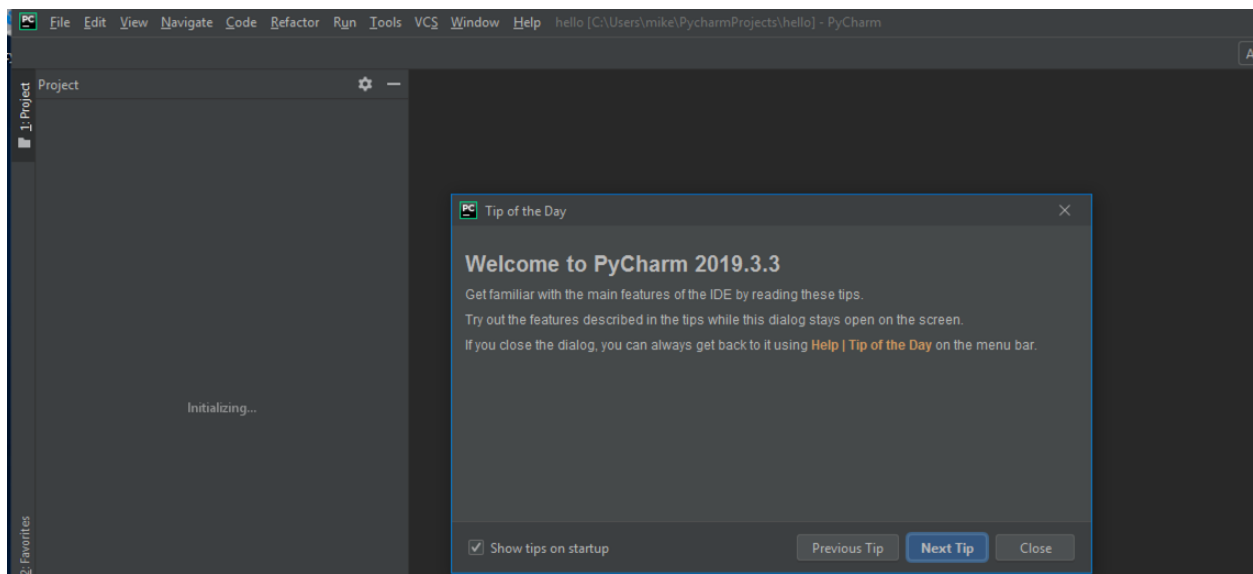 PC File Edit View Navigate Code Refactor Run Tools VCS Window Help hello [C:\Users\mike\PycharmProjects\hello] - PyCharm
Project
1: Project
PC Tip of the Day
Welcome to PyCharm 2019.3.3
Get familiar with the main features of the IDE by reading these tips.
Try out the features described in the tips while this dialog stays open on the screen.
If you close the dialog, you can always get back to it using Help | Tip of the Day on the menu bar.
Initializing...
Show tips on startup Previous Tip Next Tip Close
2: Favorites